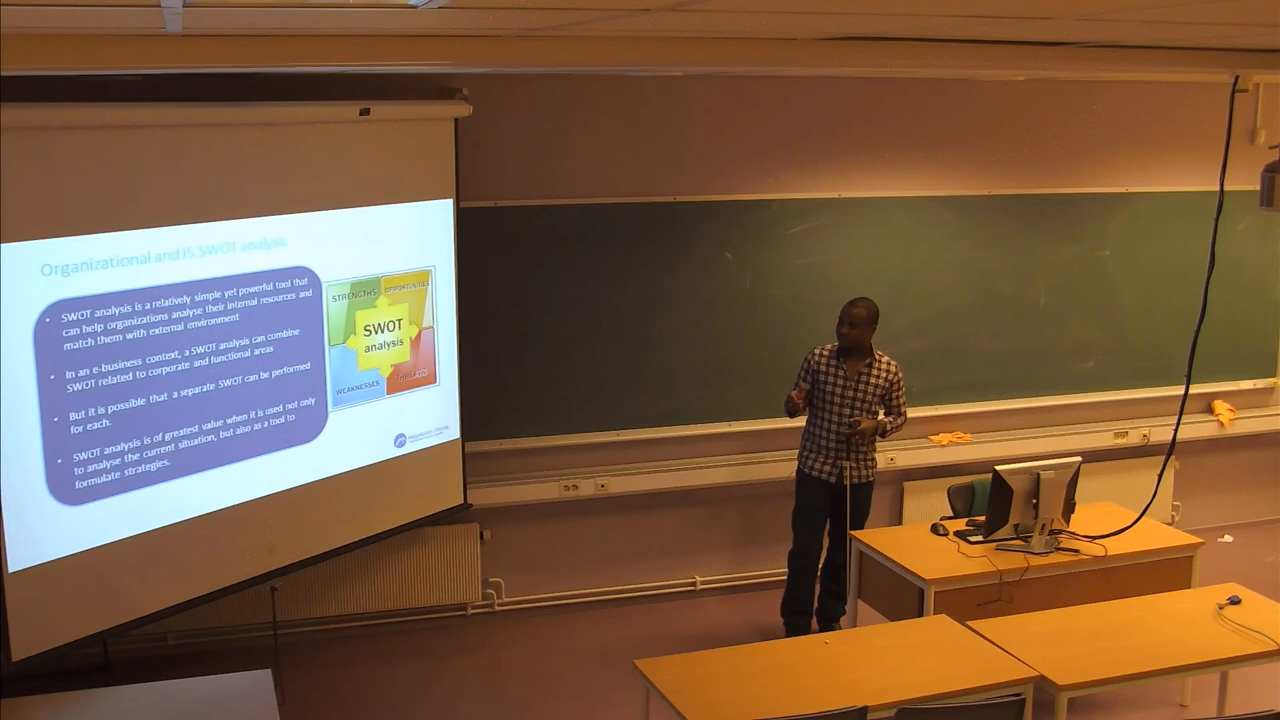 Organizational and IS SWOT analysis
SWOT analysis is a relatively simple yet powerful tool that
can help organizations analyse their internal resources and
match them with external environment
In an e-business context, a SWOT analysis can combine
SWOT related to corporate and functional areas
But it is possible that a separate SWOT can be performed
for each.
SWOT analysis is of greatest value when it is used not only
to analyse the current situation, but also as a tool to
formulate strategies.
STRENGTHS OPPORTUNITIES
SWOT
analysis
WEAKNESSES